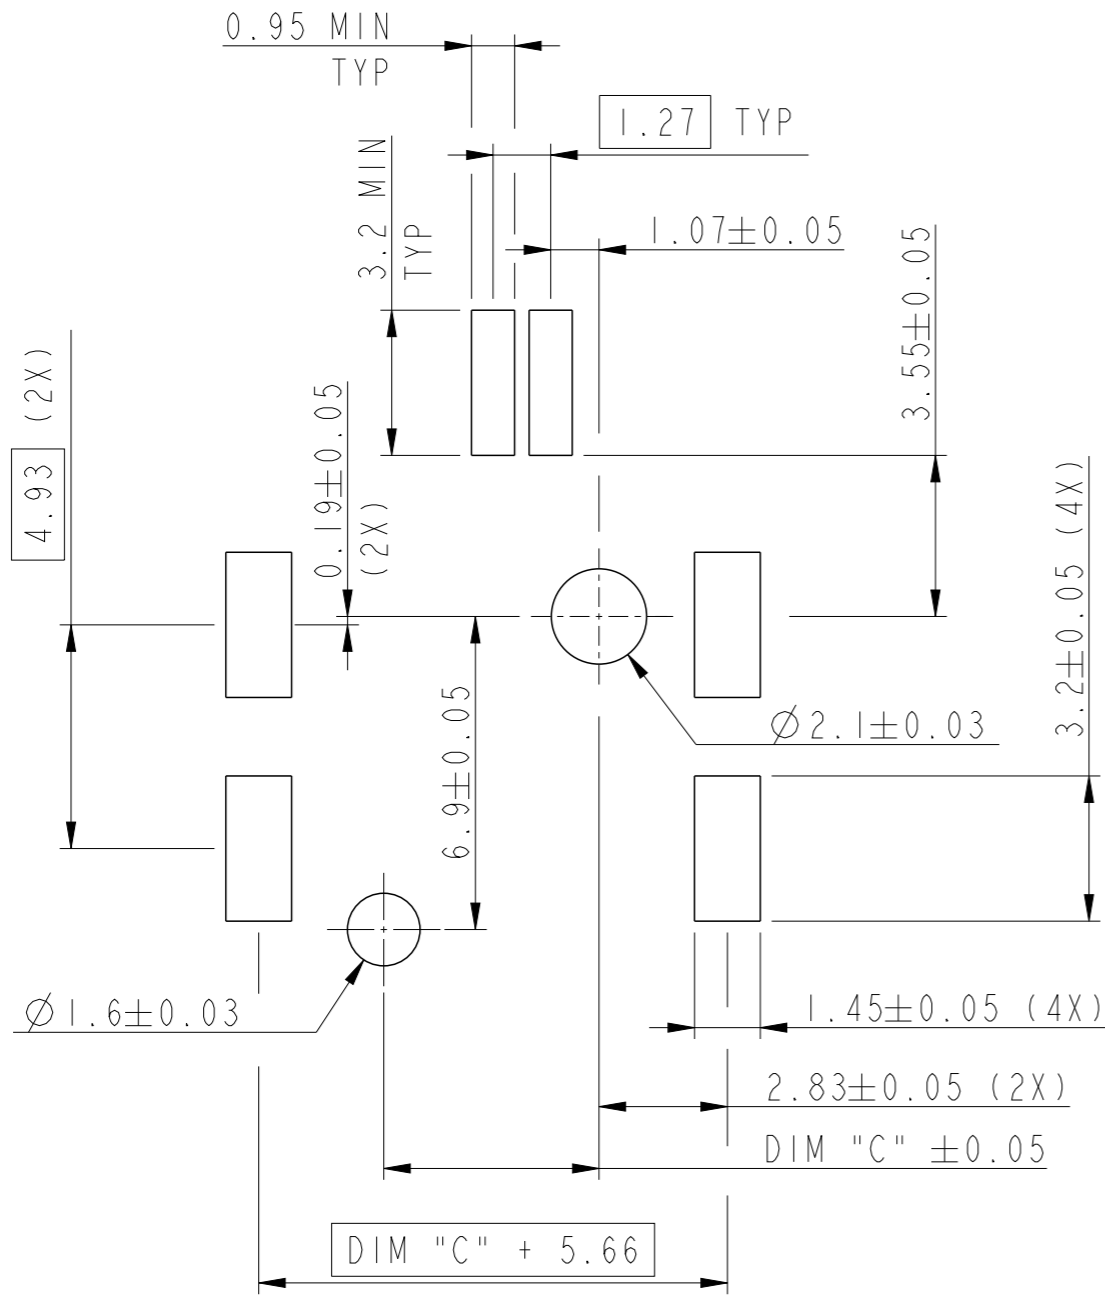 0.95 MIN
TYP
1.27 TYP
3.2 MIN
TYP
1.07±0.05
3.55±0.05
4.93 (2X)
0.19±0.05
(2X)
3.2±0.05 (4X)
6.9±0.05
Ø2.1±0.03
Ø1.6±0.03
1.45±0.05 (4X)
2.83±0.05 (2X)
DIM "C" ±0.05
DIM "C" + 5.66